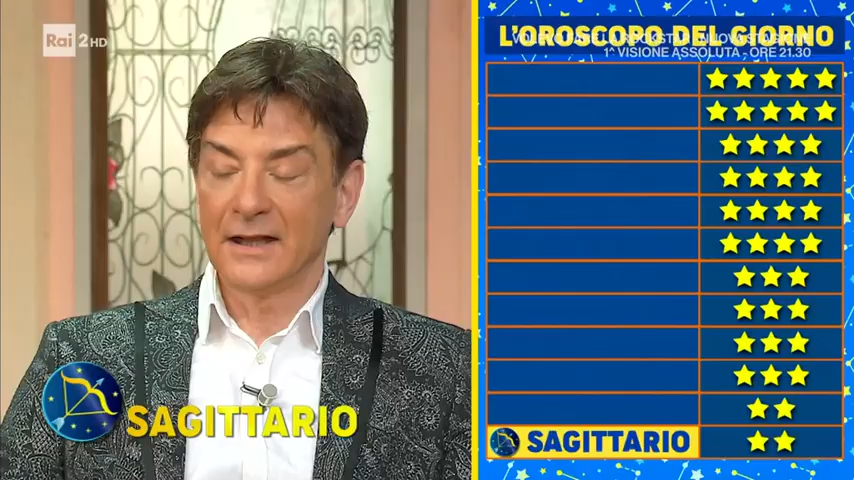 Rai 2HD
L'OROSCOPO DEL GIORNO
1^ VISIONE ASSOLUTA - ORE 21.30
SAGITTARIO
SAGITTARIO